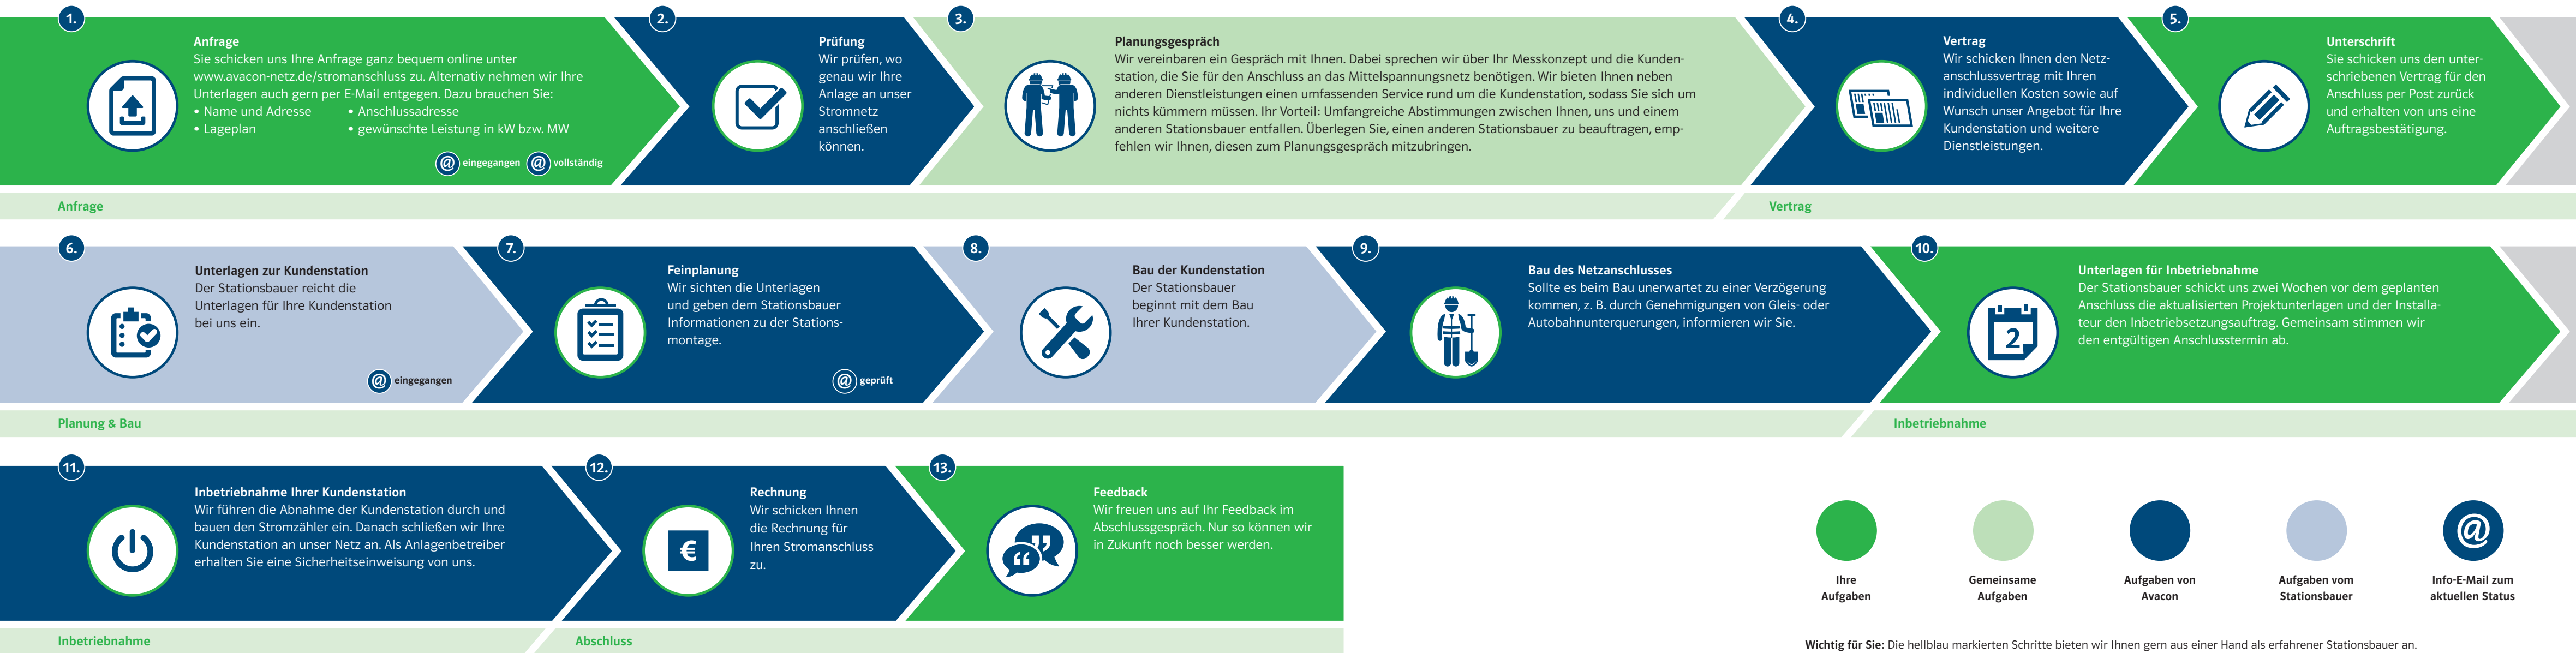 1.
Anfrage
Sie schicken uns Ihre Anfrage ganz bequem online unter
www.avacon-netz.de/stromanschluss zu. Alternativ nehmen wir Ihre
Unterlagen auch gern per E-Mail entgegen. Dazu brauchen Sie:
• Name und Adresse • Anschlussadresse
• Lageplan • gewünschte Leistung in kW bzw. MW
@ eingegangen @ vollständig
2.
Prüfung
Wir prüfen, wo
genau wir Ihre
Anlage an unser
Stromnetz
anschließen
können.
3.
Planungsgespräch
Wir vereinbaren ein Gespräch mit Ihnen. Dabei sprechen wir über Ihr Messkonzept und die Kunden-
station, die Sie für den Anschluss an das Mittelspannungsnetz benötigen. Wir bieten Ihnen neben
anderen Dienstleistungen einen umfassenden Service rund um die Kundenstation, sodass Sie sich um
nichts kümmern müssen. Ihr Vorteil: Umfangreiche Abstimmungen zwischen Ihnen, uns und einem
anderen Stationsbauer entfallen. Überlegen Sie, einen anderen Stationsbauer zu beauftragen, emp-
fehlen wir Ihnen, diesen zum Planungsgespräch mitzubringen.
4.
Vertrag
Wir schicken Ihnen den Netz-
anschlussvertrag mit Ihren
individuellen Kosten sowie auf
Wunsch unser Angebot für Ihre
Kundenstation und weitere
Dienstleistungen.
5.
Unterschrift
Sie schicken uns den unter-
schriebenen Vertrag für den
Anschluss per Post zurück
und erhalten von uns eine
Auftragsbestätigung.
Anfrage
Vertrag
6.
Unterlagen zur Kundenstation
Der Stationsbauer reicht die
Unterlagen für Ihre Kundenstation
bei uns ein.
@ eingegangen
7.
Feinplanung
Wir sichten die Unterlagen
und geben dem Stationsbauer
Informationen zu der Stations-
montage.
@ geprüft
8.
Bau der Kundenstation
Der Stationsbauer
beginnt mit dem Bau
Ihrer Kundenstation.
9.
Bau des Netzanschlusses
Sollte es beim Bau unerwartet zu einer Verzögerung
kommen, z. B. durch Genehmigungen von Gleis- oder
Autobahnunterquerungen, informieren wir Sie.
10.
2
Unterlagen für Inbetriebnahme
Der Stationsbauer schickt uns zwei Wochen vor dem geplanten
Anschluss die aktualisierten Projektunterlagen und der Installa-
teur den Inbetriebsetzungsauftrag. Gemeinsam stimmen wir
den entgültigen Anschlusstermin ab.
Planung & Bau
Inbetriebnahme
11.
Inbetriebnahme Ihrer Kundenstation
Wir führen die Abnahme der Kundenstation durch und
bauen den Stromzähler ein. Danach schließen wir Ihre
Kundenstation an unser Netz an. Als Anlagenbetreiber
erhalten Sie eine Sicherheitseinweisung von uns.
12.
€
Rechnung
Wir schicken Ihnen
die Rechnung für
Ihren Stromanschluss
zu.
13.
Feedback
Wir freuen uns auf Ihr Feedback im
Abschlussgespräch. Nur so können wir
in Zukunft noch besser werden.
Inbetriebnahme
Abschluss
Ihre
Aufgaben
Gemeinsame
Aufgaben
Aufgaben von
Avacon
Aufgaben vom
Stationsbauer
@
Info-E-Mail zum
aktuellen Status
Wichtig für Sie: Die hellblau markierten Schritte bieten wir Ihnen gern aus einer Hand als erfahrener Stationsbauer an.